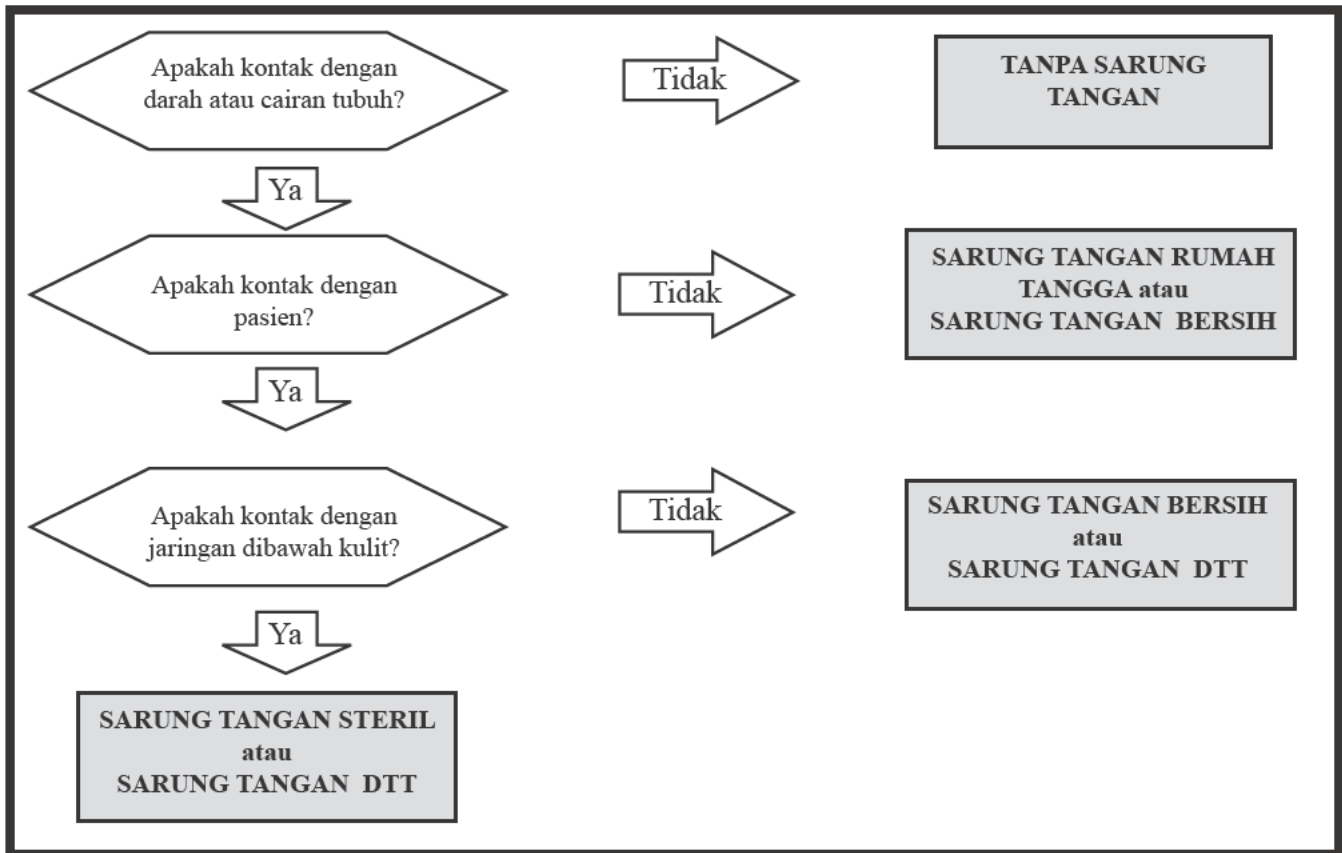 Apakah kontak dengan
darah atau cairan tubuh?
Tidak
TANPA SARUNG
TANGAN
Ya
Apakah kontak dengan
pasien?
Tidak
SARUNG TANGAN RUMAH
TANGGA atau
SARUNG TANGAN BERSIH
Ya
Apakah kontak dengan
jaringan dibawah kulit?
Tidak
SARUNG TANGAN BERSIH
atau
SARUNG TANGAN DTT
Ya
SARUNG TANGAN STERIL
atau
SARUNG TANGAN DTT